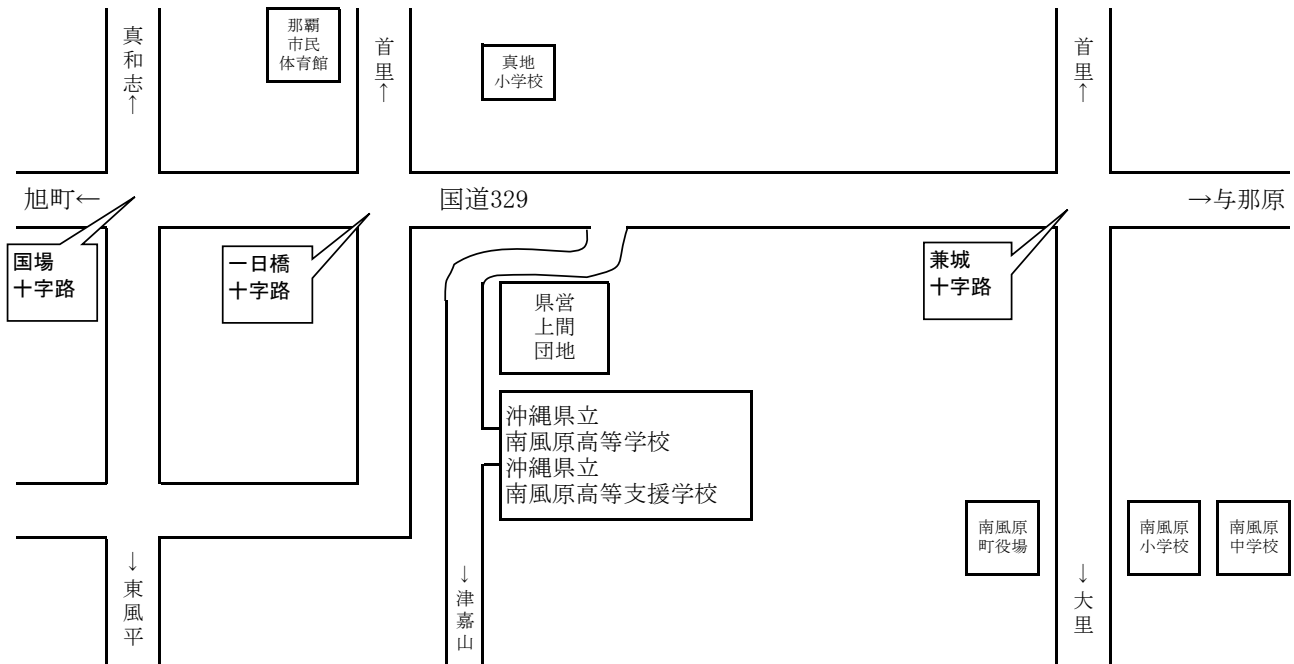 真和志↑
那覇
市民
体育館
首里↑
真地
小学校
首里↑
旭町←
国道329
→与那原
国場
十字路
一日橋
十字路
兼城
十字路
県営
上間
団地
沖縄県立
南風原高等学校
沖縄県立
南風原高等支援学校
南風原
町役場
南風原
小学校
南風原
中学校
↓東風平
↓津嘉山
↓大里